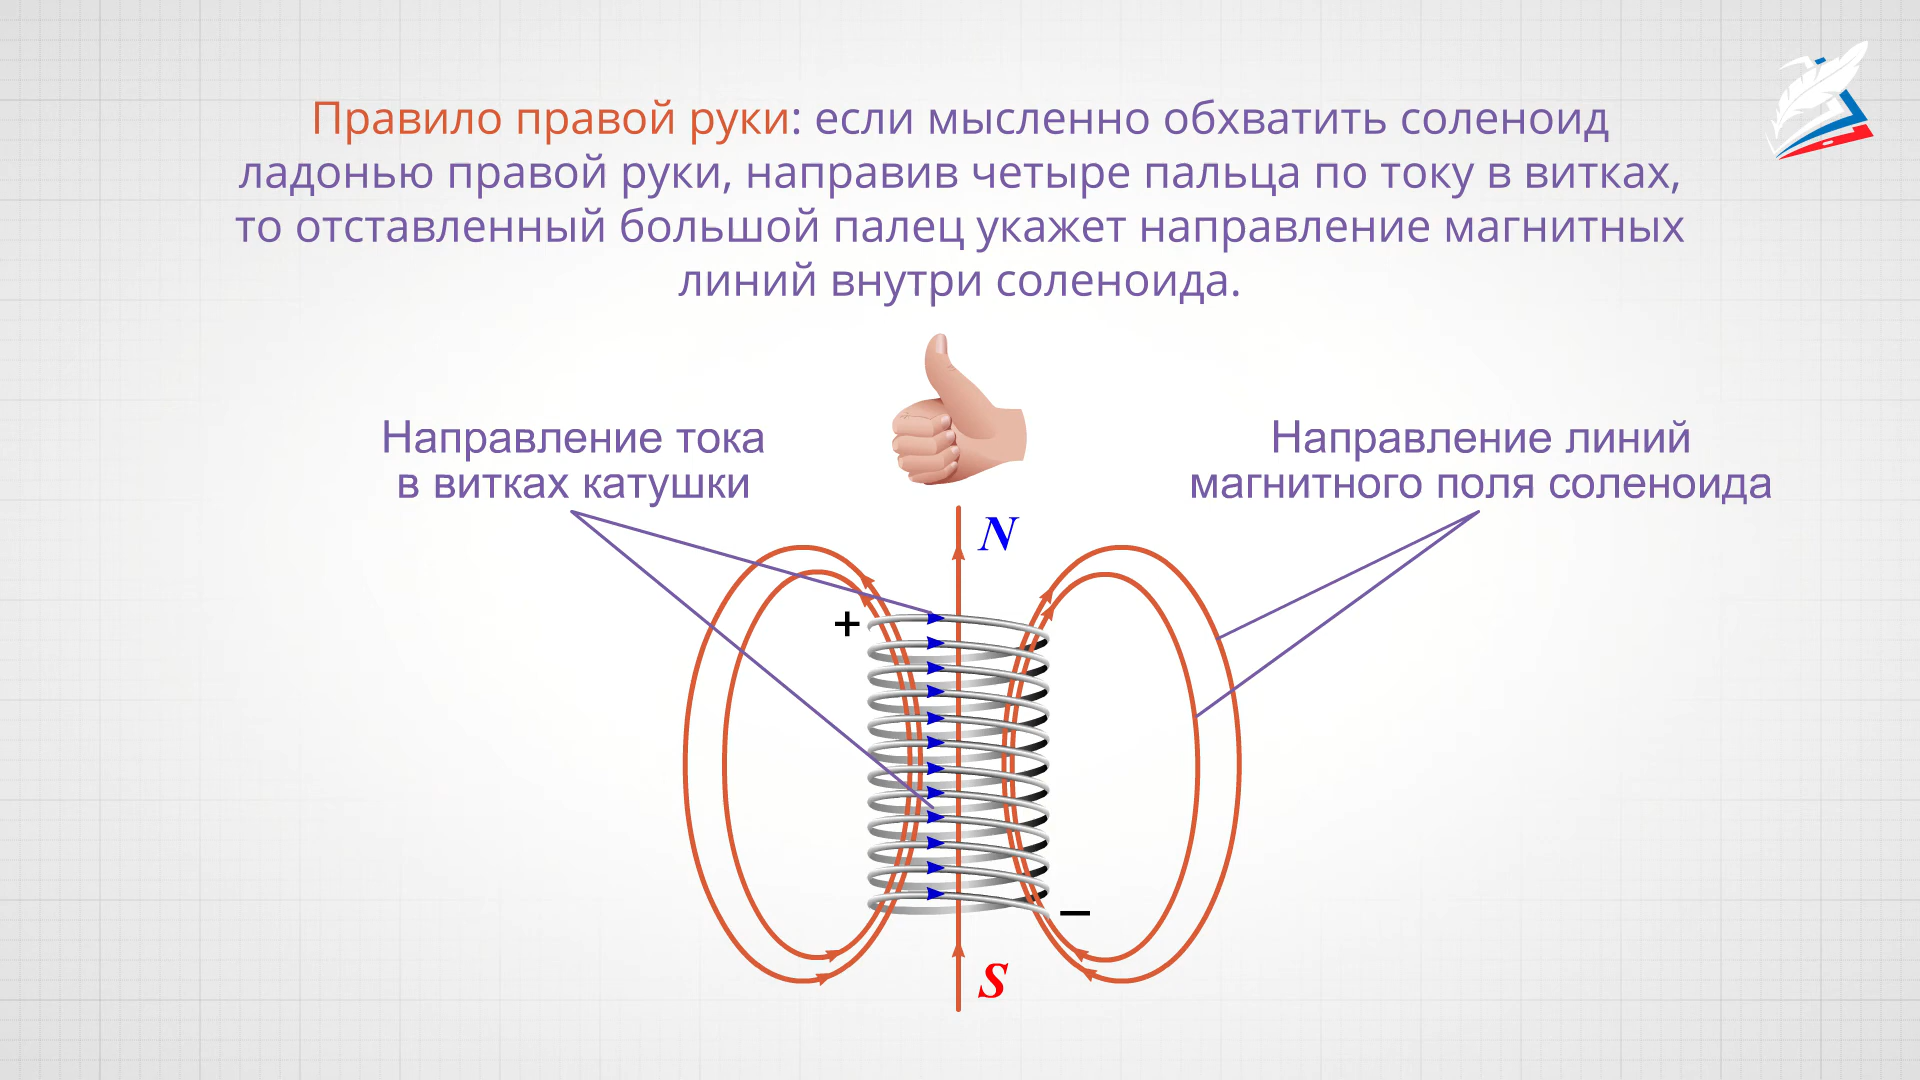 Правило правой руки: если мысленно обхватить соленоид
ладонью правой руки, направив четыре пальца по току в витках,
то отставленный большой палец укажет направление магнитных
линий внутри соленоида.
Направление тока
в витках катушки
Направление линий
магнитного поля соленоида
N
+
−
S